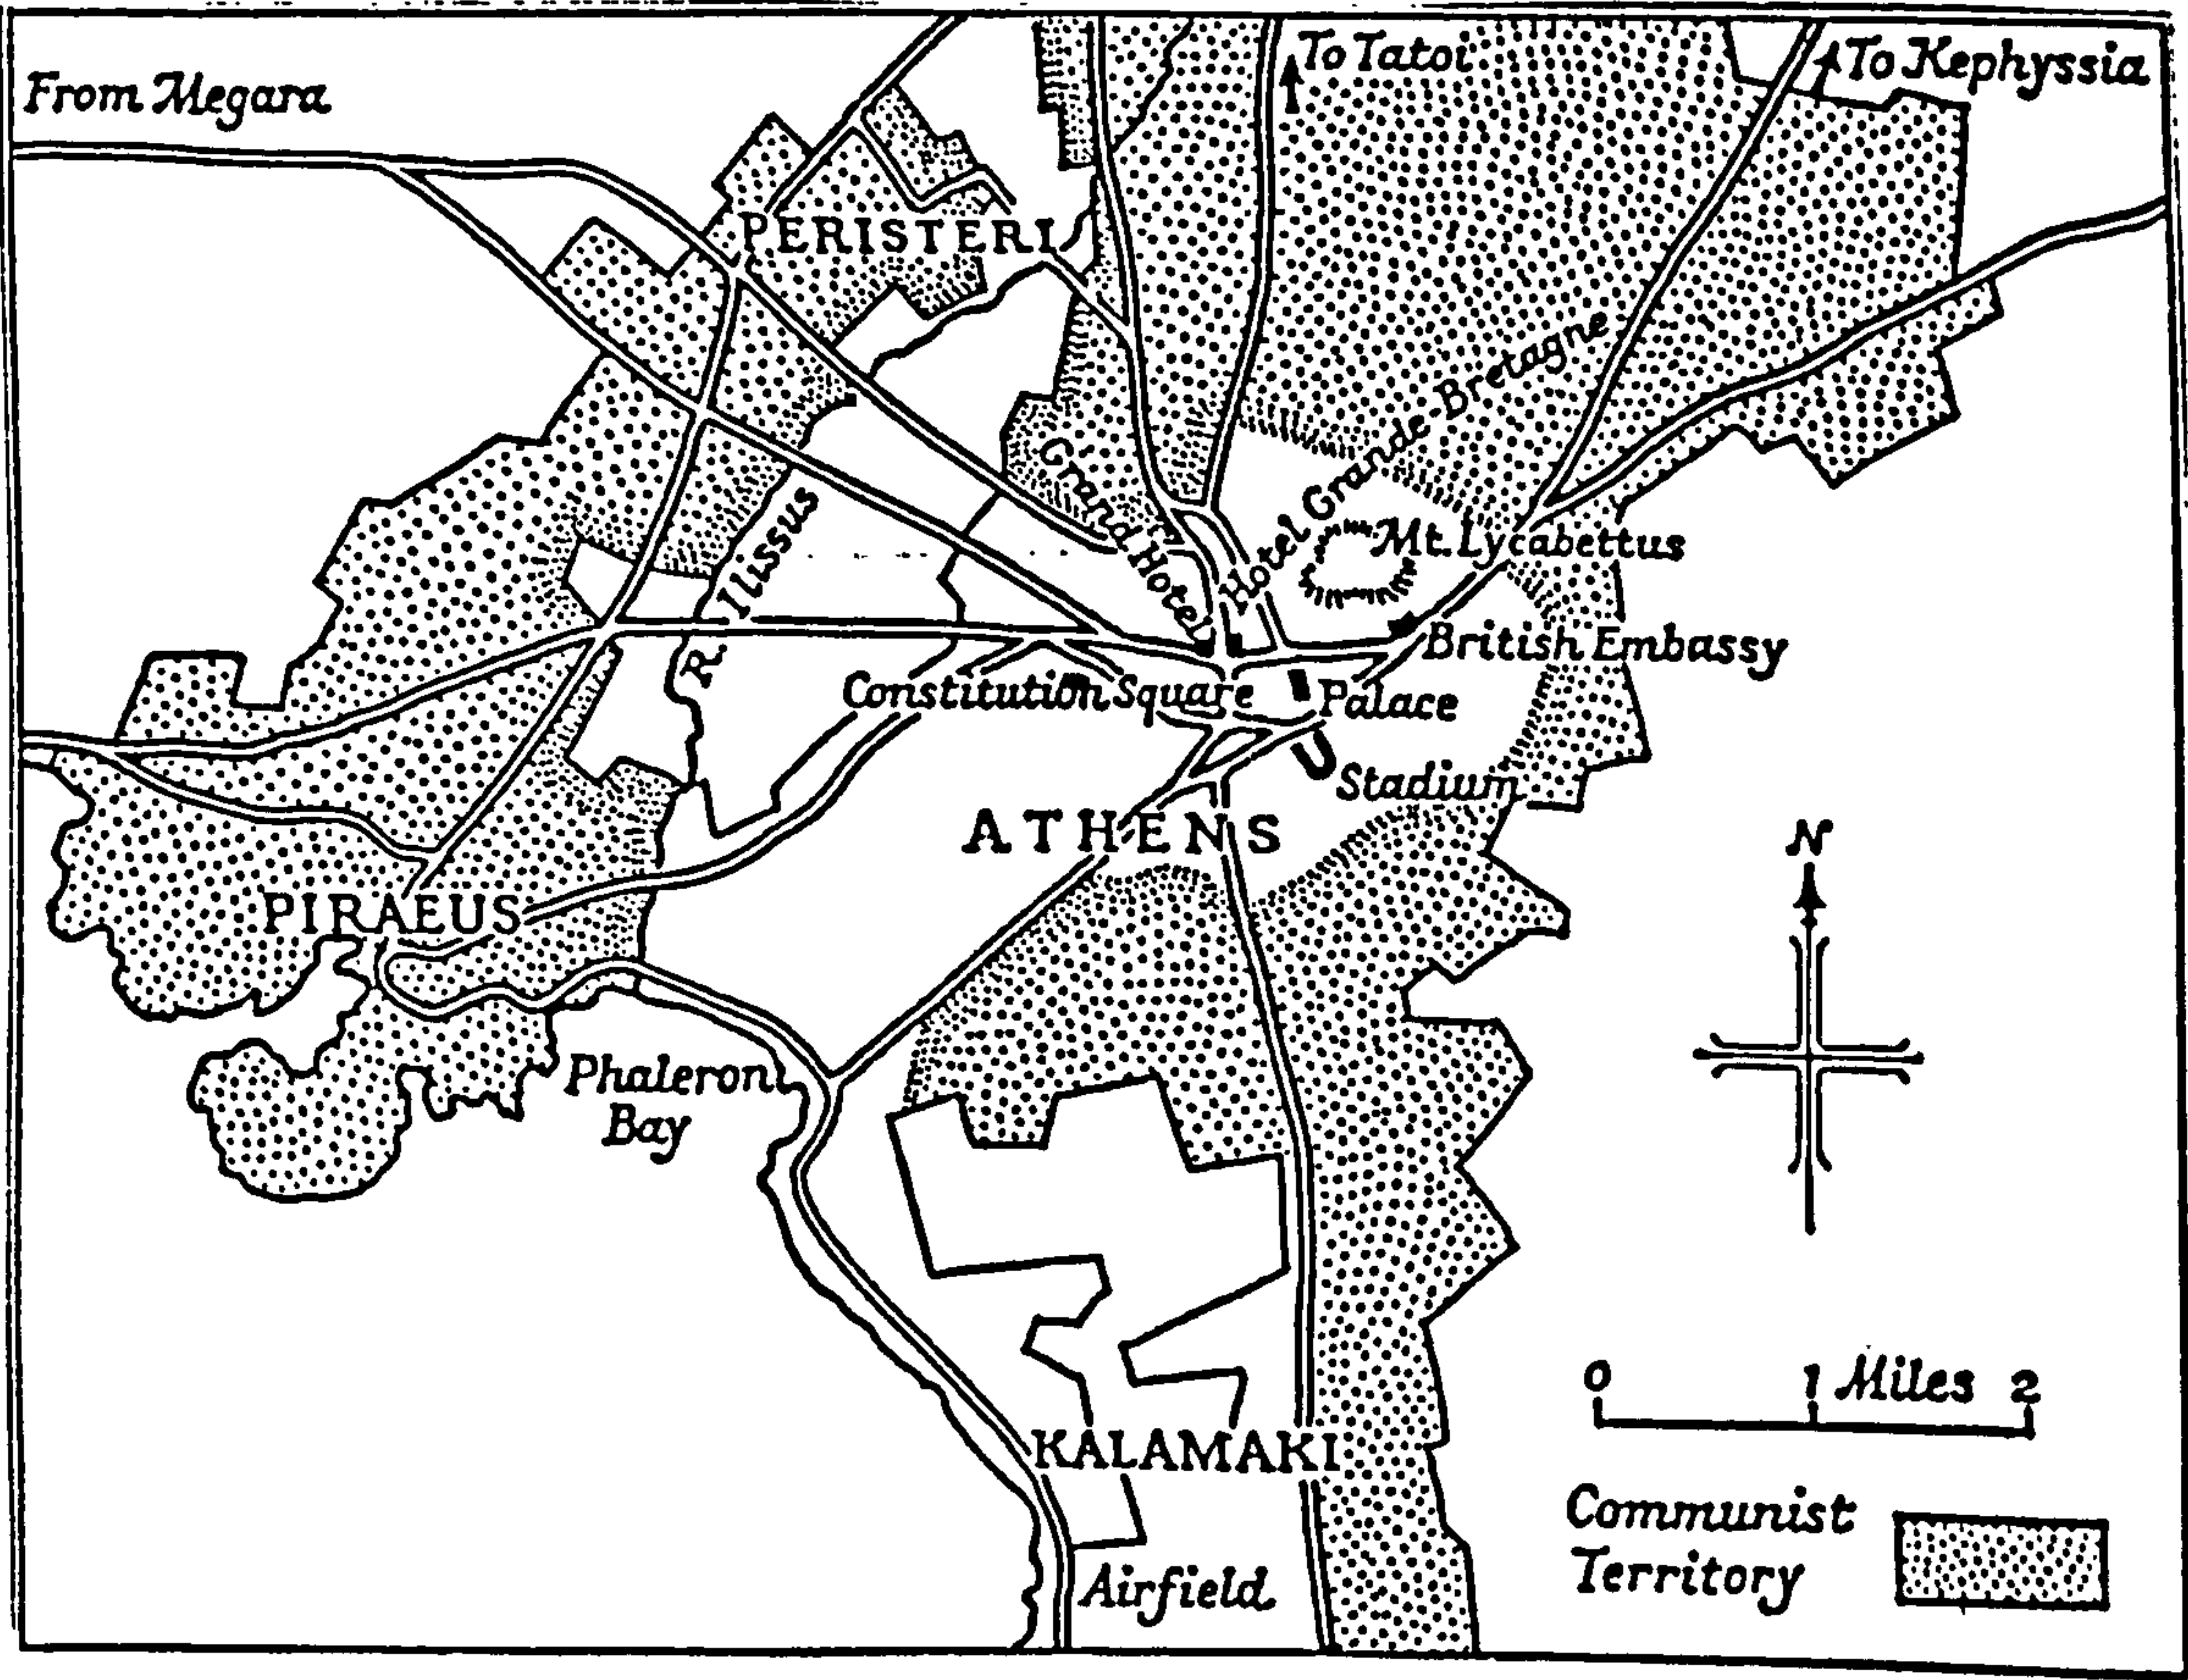 To Tatoi
To Kephyssia
From Megara
PERISTERI
Hotel Grande Bretagne
Grand Hotel
Mt. Lycabettus
R. Ilissus
British Embassy
Constitution Square
Palace
Stadium
ATHENS
N
PIRAEUS
Phaleron
Bay
0 1 Miles 2
KALAMAKI
Communist
Territory
Airfield